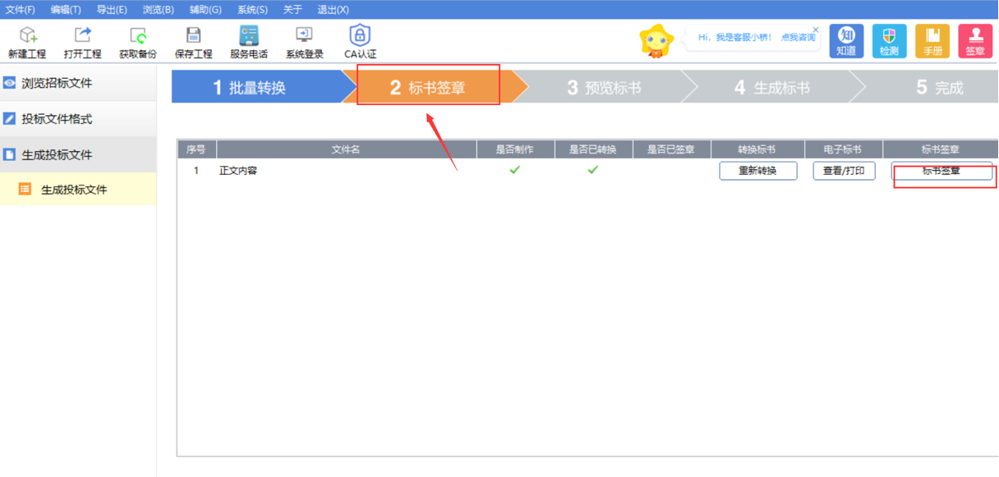 文件(F) 编辑(T) 导出(E) 浏览(B) 辅助(G) 系统(S) 关于 退出(X)
新建工程 打开工程 获取备份 保存工程 服务电话 系统登录 CA认证
Hi，我是客服小桥！ 点我咨询
知 知道 检测 手册 签章
浏览招标文件
投标文件格式
生成投标文件
生成投标文件
1 批量转换 2 标书签章 3 预览标书 4 生成标书 5 完成
序号 文件名 是否制作 是否已转换 是否已签章 转换标书 电子标书 标书签章
1 正文内容 重新转换 查看/打印 标书签章